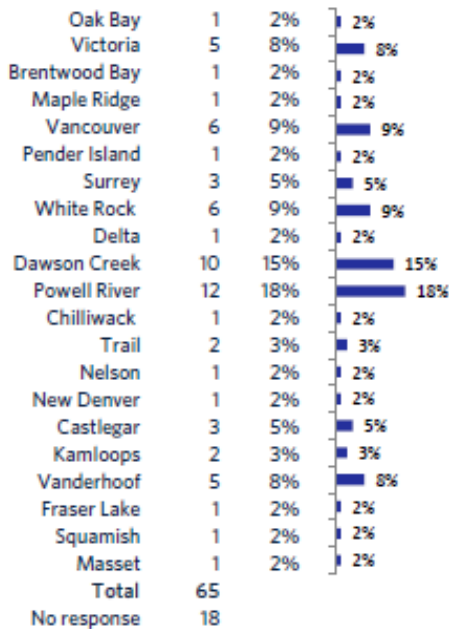 Oak Bay 1 2% 2%
Victoria 5 8% 8%
Brentwood Bay 1 2% 2%
Maple Ridge 1 2% 2%
Vancouver 6 9% 9%
Pender Island 1 2% 2%
Surrey 3 5% 5%
White Rock 6 9% 9%
Delta 1 2% 2%
Dawson Creek 10 15% 15%
Powell River 12 18% 18%
Chilliwack 1 2% 2%
Trail 2 3% 3%
Nelson 1 2% 2%
New Denver 1 2% 2%
Castlegar 3 5% 5%
Kamloops 2 3% 3%
Vanderhoof 5 8% 8%
Fraser Lake 1 2% 2%
Squamish 1 2% 2%
Masset 1 2% 2%
Total 65
No response 18